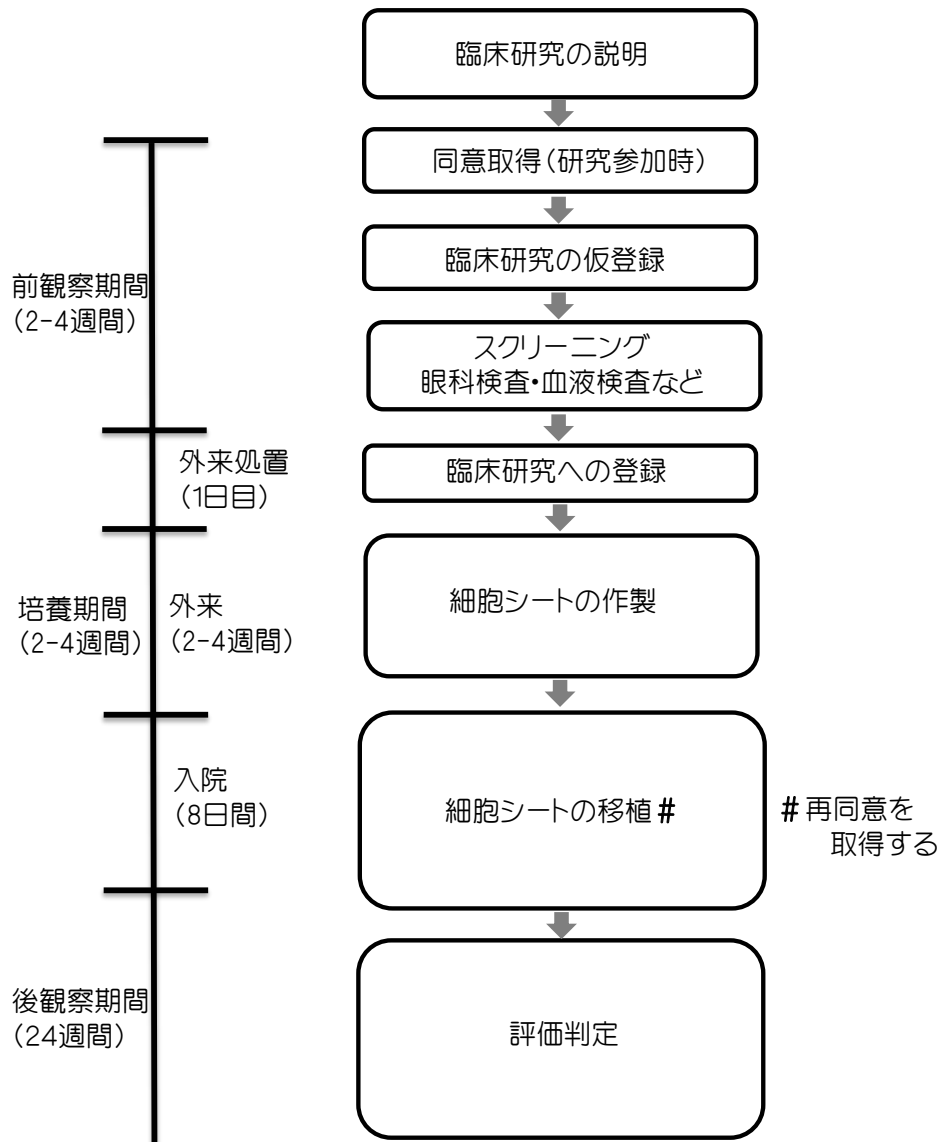 臨床研究の説明
同意取得(研究参加時)
臨床研究の仮登録
前観察期間
(2-4週間)
スクリーニング
眼科検査・血液検査など
外来処置
(1日目)
臨床研究への登録
培養期間
(2-4週間)
外来
(2-4週間)
細胞シートの作製
入院
(8日間)
細胞シートの移植#
#再同意を
取得する
後観察期間
(24週間)
評価判定